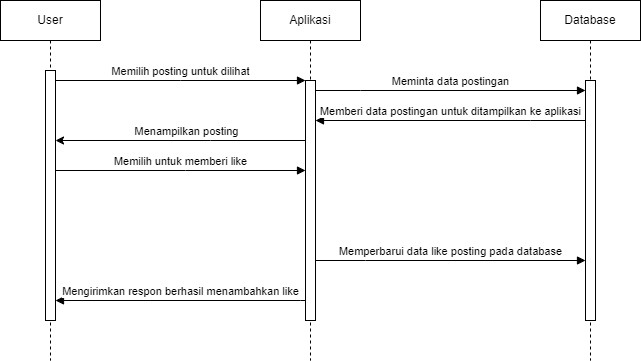 User
Aplikasi
Database
Memilih posting untuk dilihat
Meminta data postingan
Memberi data postingan untuk ditampilkan ke aplikasi
Menampilkan posting
Memilih untuk memberi like
Memperbarui data like posting pada database
Mengirimkan respon berhasil menambahkan like